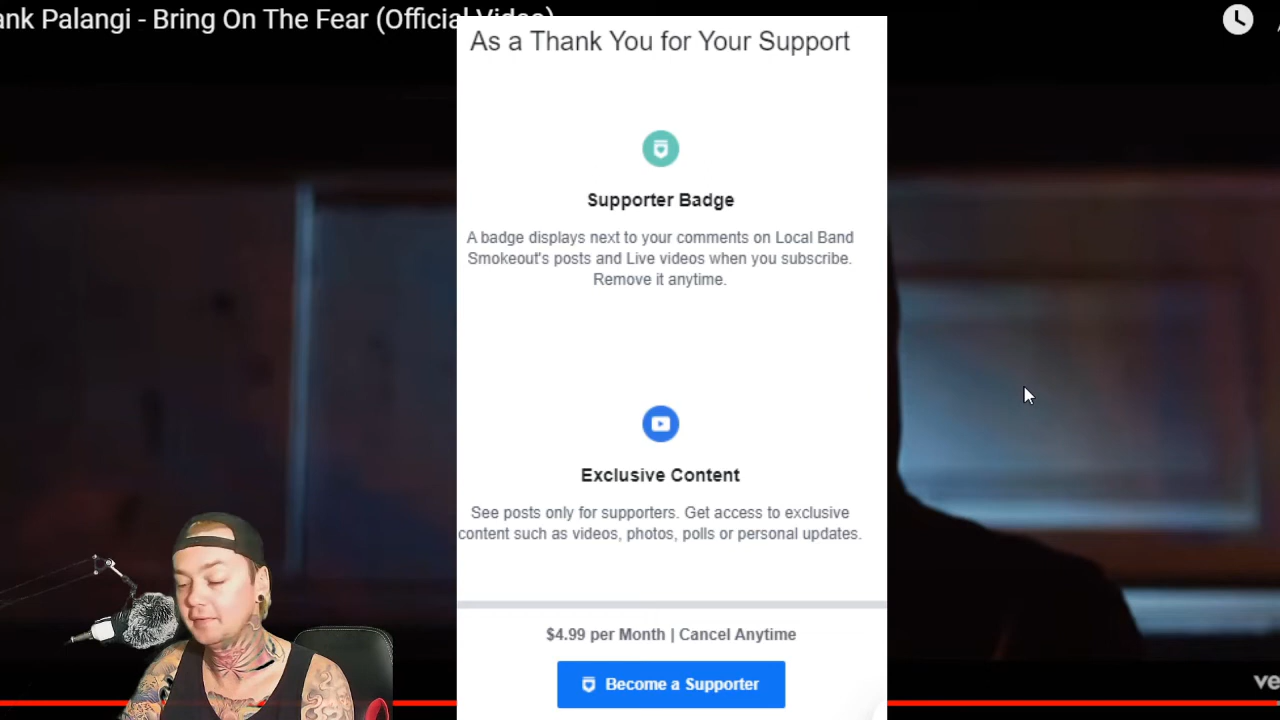 ank Palangi - Bring On The Fear (Official Video)
As a Thank You for Your Support
Supporter Badge
A badge displays next to your comments on Local Band
Smokeout's posts and Live videos when you subscribe.
Remove it anytime.
Exclusive Content
See posts only for supporters. Get access to exclusive
content such as videos, photos, polls or personal updates.
$4.99 per Month | Cancel Anytime
Become a Supporter
ve